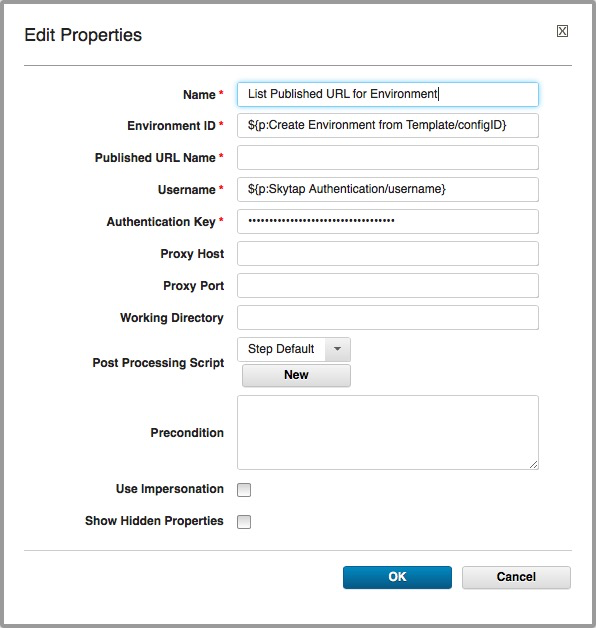 Edit Properties
Name * List Published URL for Environment
Environment ID * ${p:Create Environment from Template/configID}
Published URL Name *
Username * ${p:Skytap Authentication/username}
Authentication Key * ••••••••••••••••••••••••••••••••••
Proxy Host
Proxy Port
Working Directory
Post Processing Script Step Default
New
Precondition
Use Impersonation
Show Hidden Properties
OK Cancel